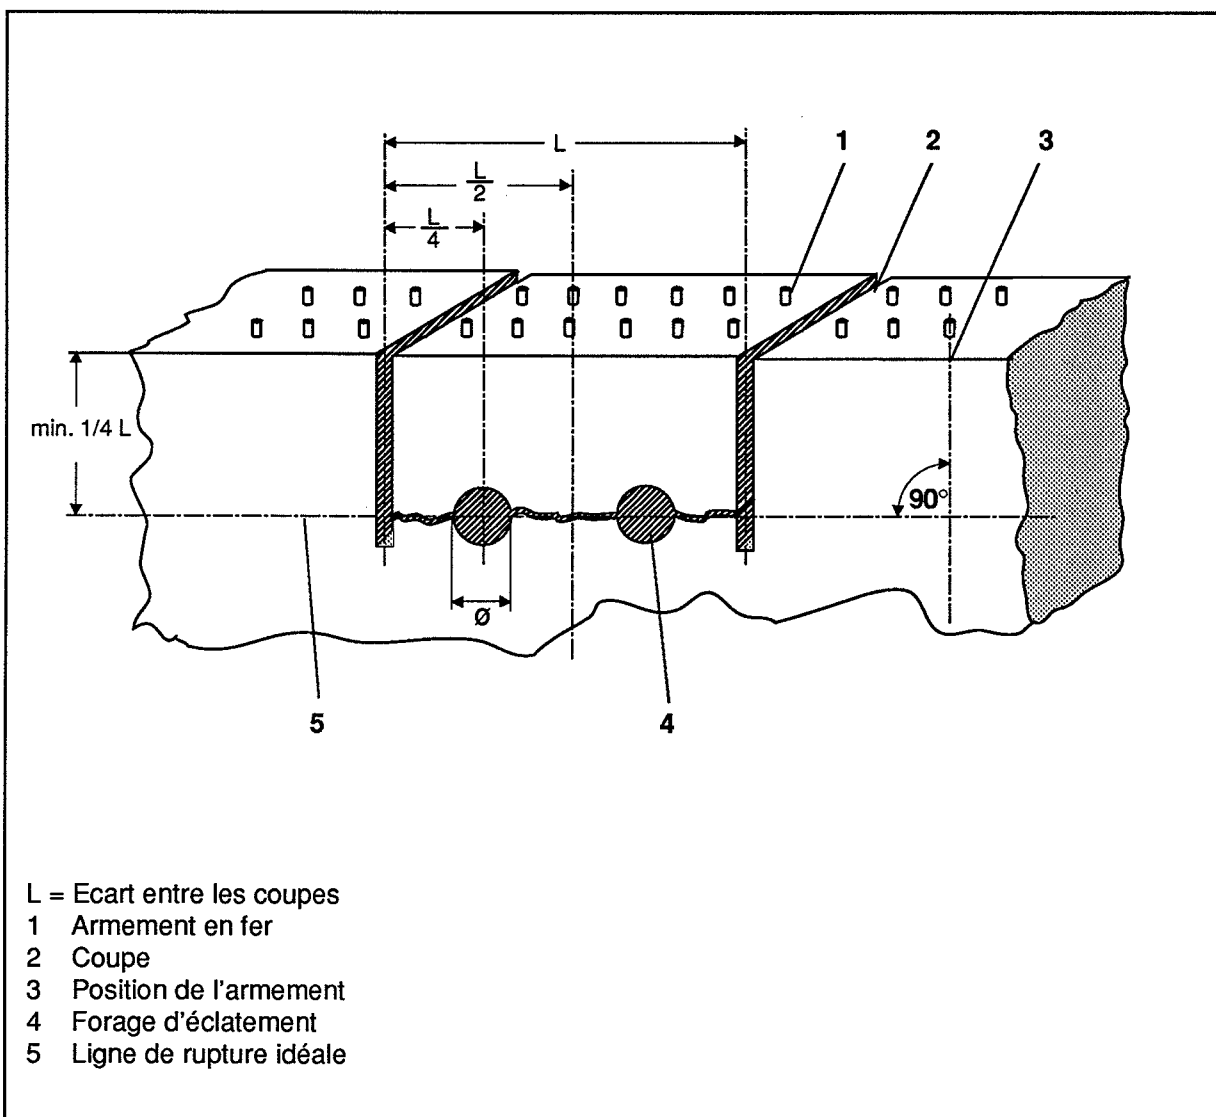 L
1 2 3
L
2
L
4
min. 1/4 L
90°
Ø
5 4
L = Ecart entre les coupes
1 Armement en fer
2 Coupe
3 Position de l'armement
4 Forage d'éclatement
5 Ligne de rupture idéale